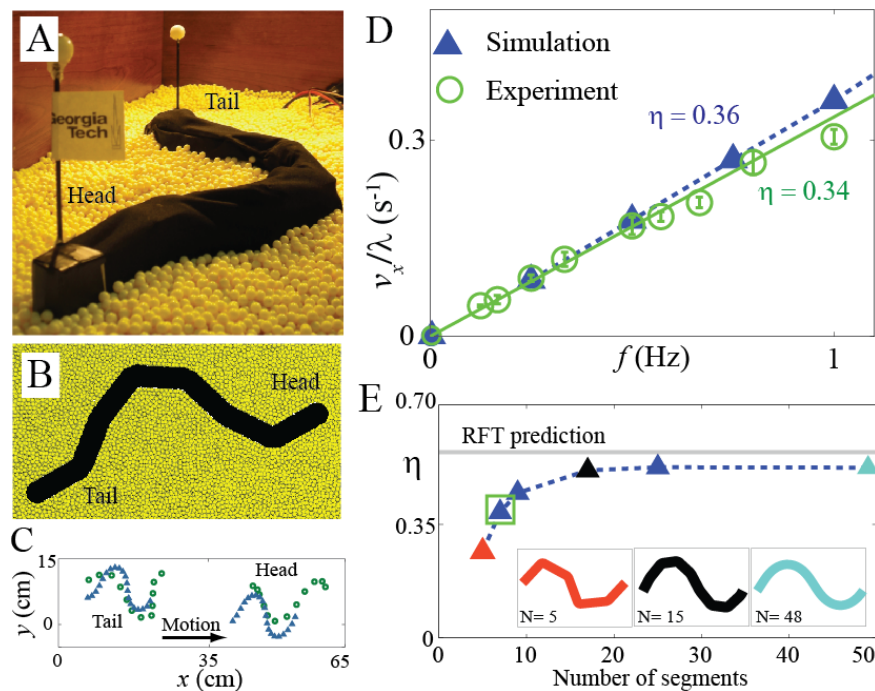 A
Tail
Georgia
Tech
Head
B
Head
Tail
C
15
y (cm)
0
Tail
Motion
Head
0
35
65
x (cm)
D
Simulation
Experiment
η = 0.36
η = 0.34
0.3
v_x/λ (s⁻¹)
0
0
f (Hz)
1
E
0.70
RFT prediction
η
0.35
N= 5
N= 15
N= 48
0
0
10
20
30
40
50
Number of segments